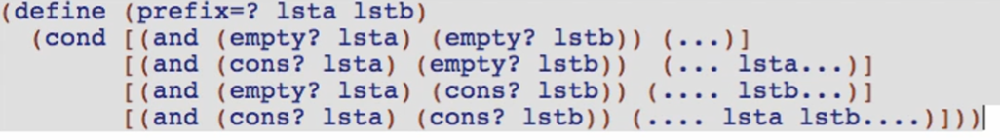 (define (prefix=? lsta lstb)
(cond [(and (empty? lsta) (empty? lstb)) (...)]
[(and (cons? lsta) (empty? lstb)) (... lsta...)]
[(and (empty? lsta) (cons? lstb)) (.... lstb...)]
[(and (cons? lsta) (cons? lstb)) (.... lsta lstb....)]))